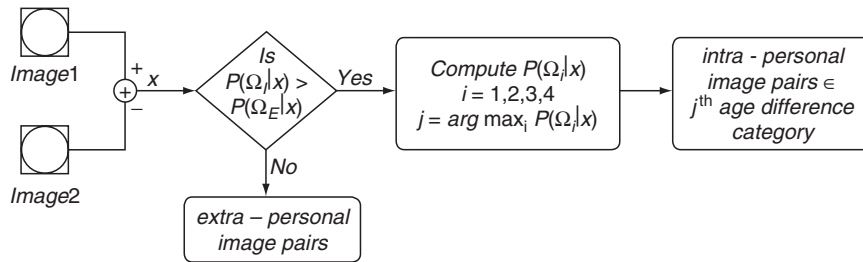 Image1
+
x
+
−
Image2
Is
P(Ω_I|x) >
P(Ω_E|x)
Yes
No
extra – personal
image pairs
Compute P(Ω_i|x)
i = 1,2,3,4
j = arg max_i P(Ω_i|x)
intra - personal
image pairs ∈
j^th age difference
category